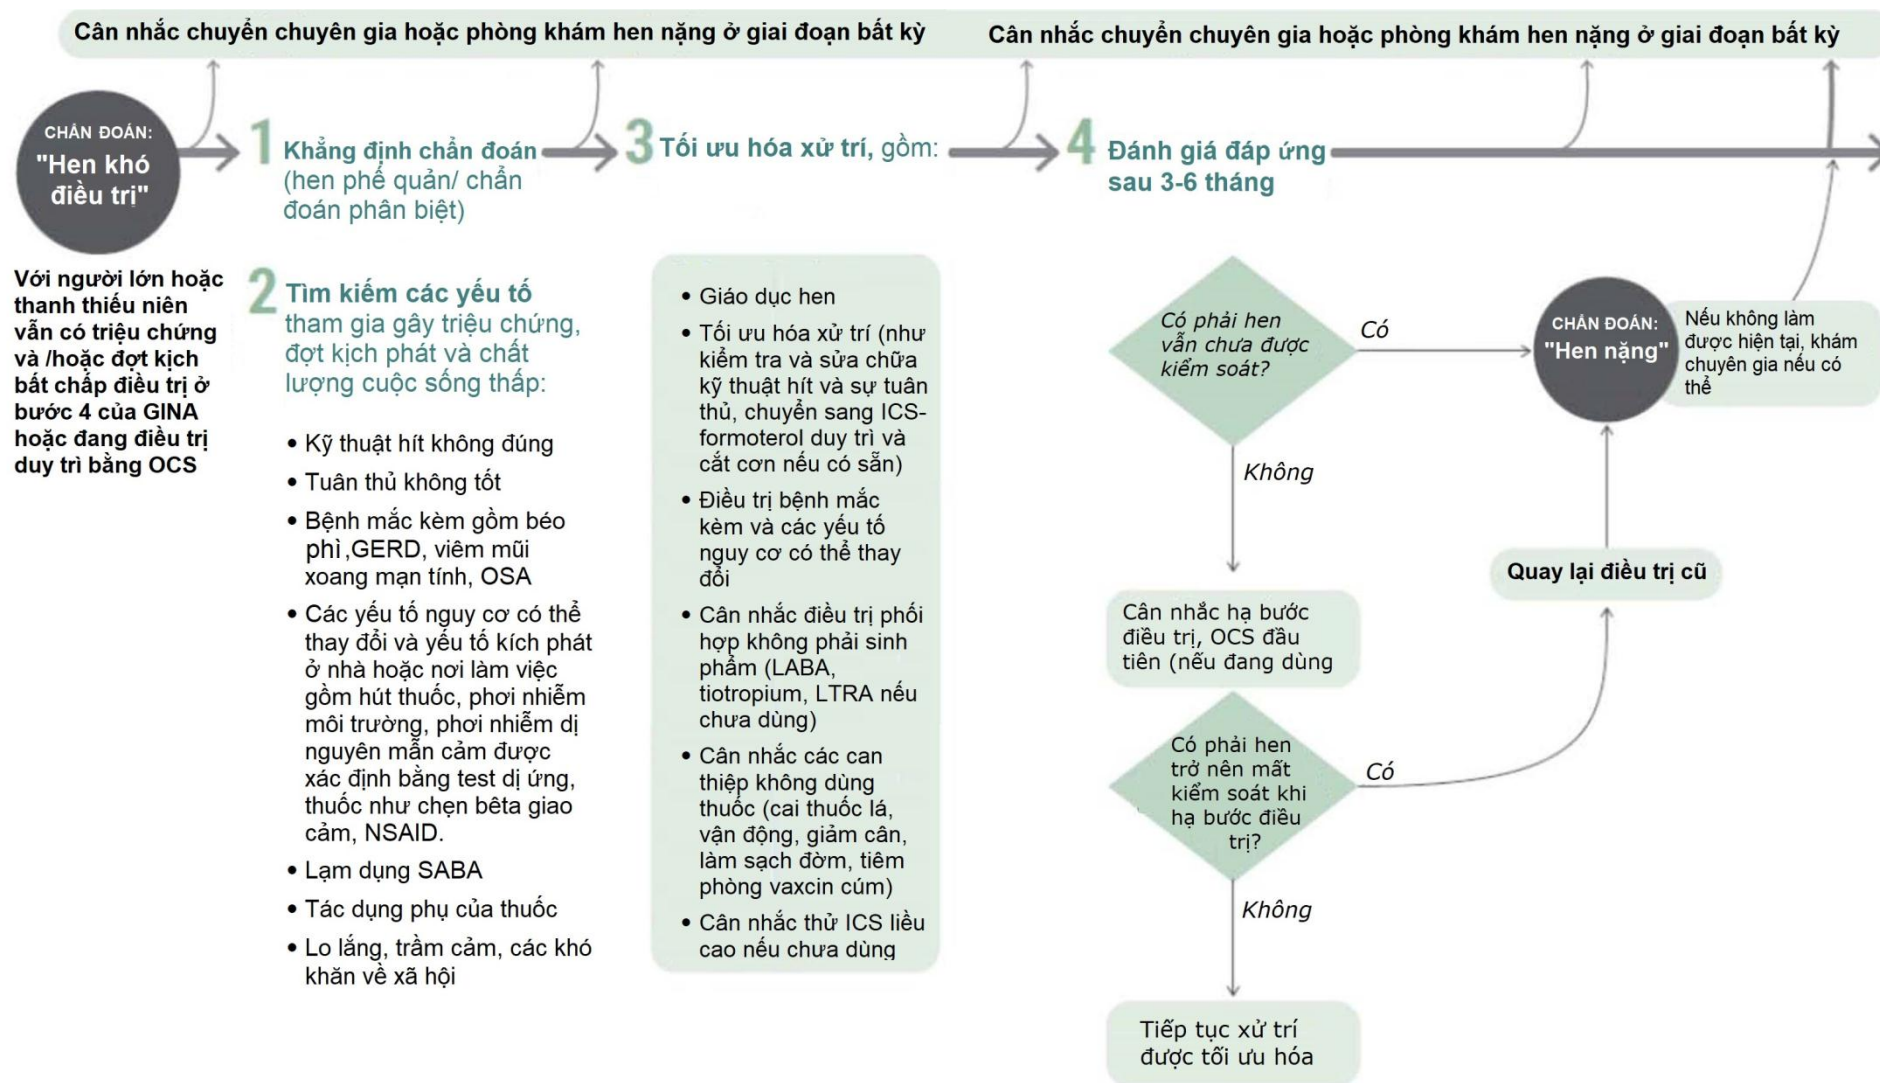 Cân nhắc chuyển chuyên gia hoặc phòng khám hen nặng ở giai đoạn bất kỳ
Cân nhắc chuyển chuyên gia hoặc phòng khám hen nặng ở giai đoạn bất kỳ
CHẨN ĐOÁN:
"Hen khó
điều trị"
Với người lớn hoặc
thanh thiếu niên
vẫn có triệu chứng
và /hoặc đợt kịch
bất chấp điều trị ở
bước 4 của GINA
hoặc đang điều trị
duy trì bằng OCS
1 Khẳng định chẩn đoán
(hen phế quản/ chẩn
đoán phân biệt)
2 Tìm kiếm các yếu tố
tham gia gây triệu chứng,
đợt kịch phát và chất
lượng cuộc sống thấp:
• Kỹ thuật hít không đúng
• Tuân thủ không tốt
• Bệnh mắc kèm gồm béo
phì,GERD, viêm mũi
xoang mạn tính, OSA
• Các yếu tố nguy cơ có thể
thay đổi và yếu tố kích phát
ở nhà hoặc nơi làm việc
gồm hút thuốc, phơi nhiễm
môi trường, phơi nhiễm dị
nguyên mẫn cảm được
xác định bằng test dị ứng,
thuốc như chẹn bêta giao
cảm, NSAID.
• Lạm dụng SABA
• Tác dụng phụ của thuốc
• Lo lắng, trầm cảm, các khó
khăn về xã hội
3 Tối ưu hóa xử trí, gồm:
• Giáo dục hen
• Tối ưu hóa xử trí (như
kiểm tra và sửa chữa
kỹ thuật hít và sự tuân
thủ, chuyển sang ICS-
formoterol duy trì và
cắt cơn nếu có sẵn)
• Điều trị bệnh mắc
kèm và các yếu tố
nguy cơ có thể thay
đổi
• Cân nhắc điều trị phối
hợp không phải sinh
phẩm (LABA,
tiotropium, LTRA nếu
chưa dùng)
• Cân nhắc các can
thiệp không dùng
thuốc (cai thuốc lá,
vận động, giảm cân,
làm sạch đờm, tiêm
phòng vaxcin cúm)
• Cân nhắc thử ICS liều
cao nếu chưa dùng
4 Đánh giá đáp ứng
sau 3-6 tháng
Có phải hen
vẫn chưa được
kiểm soát?
Có
CHẨN ĐOÁN:
"Hen nặng"
Nếu không làm
được hiện tại, khám
chuyên gia nếu có
thể
Không
Quay lại điều trị cũ
Cân nhắc hạ bước
điều trị, OCS đầu
tiên (nếu đang dùng
Có phải hen
trở nên mất
kiểm soát khi
hạ bước điều
trị?
Có
Không
Tiếp tục xử trí
được tối ưu hóa